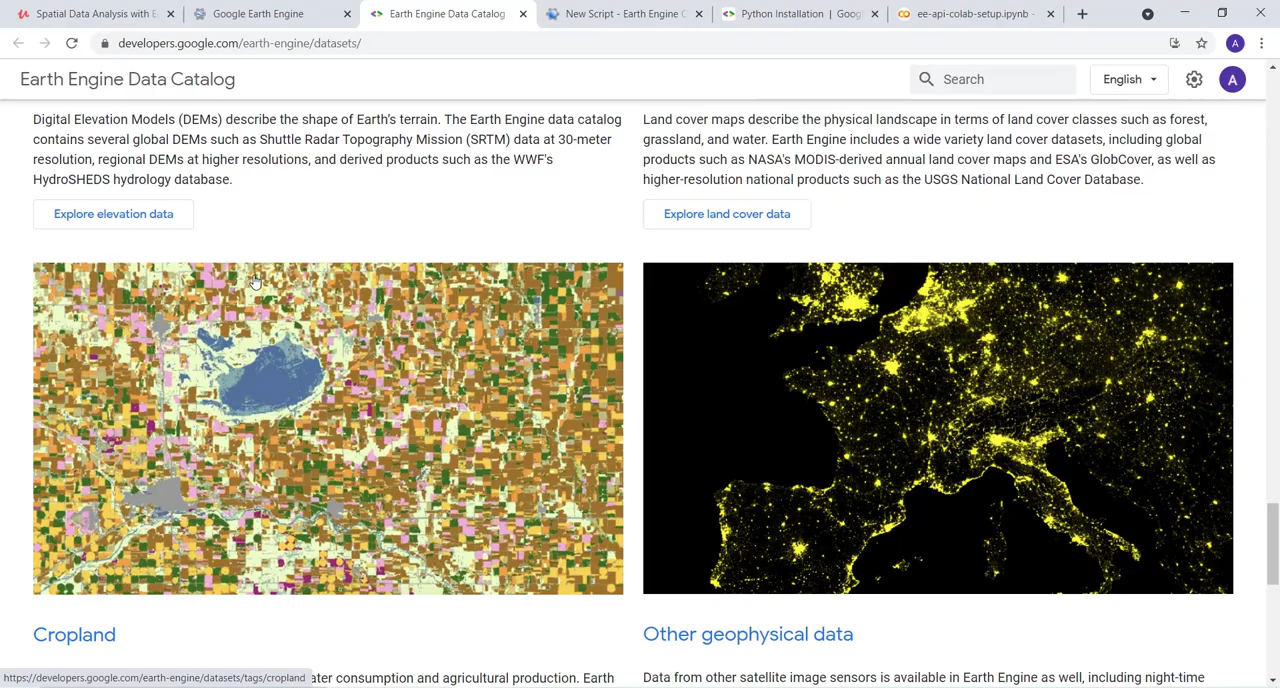 Spatial Data Analysis with E
Google Earth Engine
Earth Engine Data Catalog
New Script - Earth Engine C
Python Installation | Goog
ee-api-colab-setup.ipynb -
developers.google.com/earth-engine/datasets/
A
Earth Engine Data Catalog
Search
English
A
Digital Elevation Models (DEMs) describe the shape of Earth's terrain. The Earth Engine data catalog
contains several global DEMs such as Shuttle Radar Topography Mission (SRTM) data at 30-meter
resolution, regional DEMs at higher resolutions, and derived products such as the WWF's
HydroSHEDS hydrology database.
Explore elevation data
Land cover maps describe the physical landscape in terms of land cover classes such as forest,
grassland, and water. Earth Engine includes a wide variety land cover datasets, including global
products such as NASA's MODIS-derived annual land cover maps and ESA's GlobCover, as well as
higher-resolution national products such as the USGS National Land Cover Database.
Explore land cover data
Cropland
Other geophysical data
ater consumption and agricultural production. Earth
Data from other satellite image sensors is available in Earth Engine as well, including night-time
https://developers.google.com/earth-engine/datasets/tags/cropland